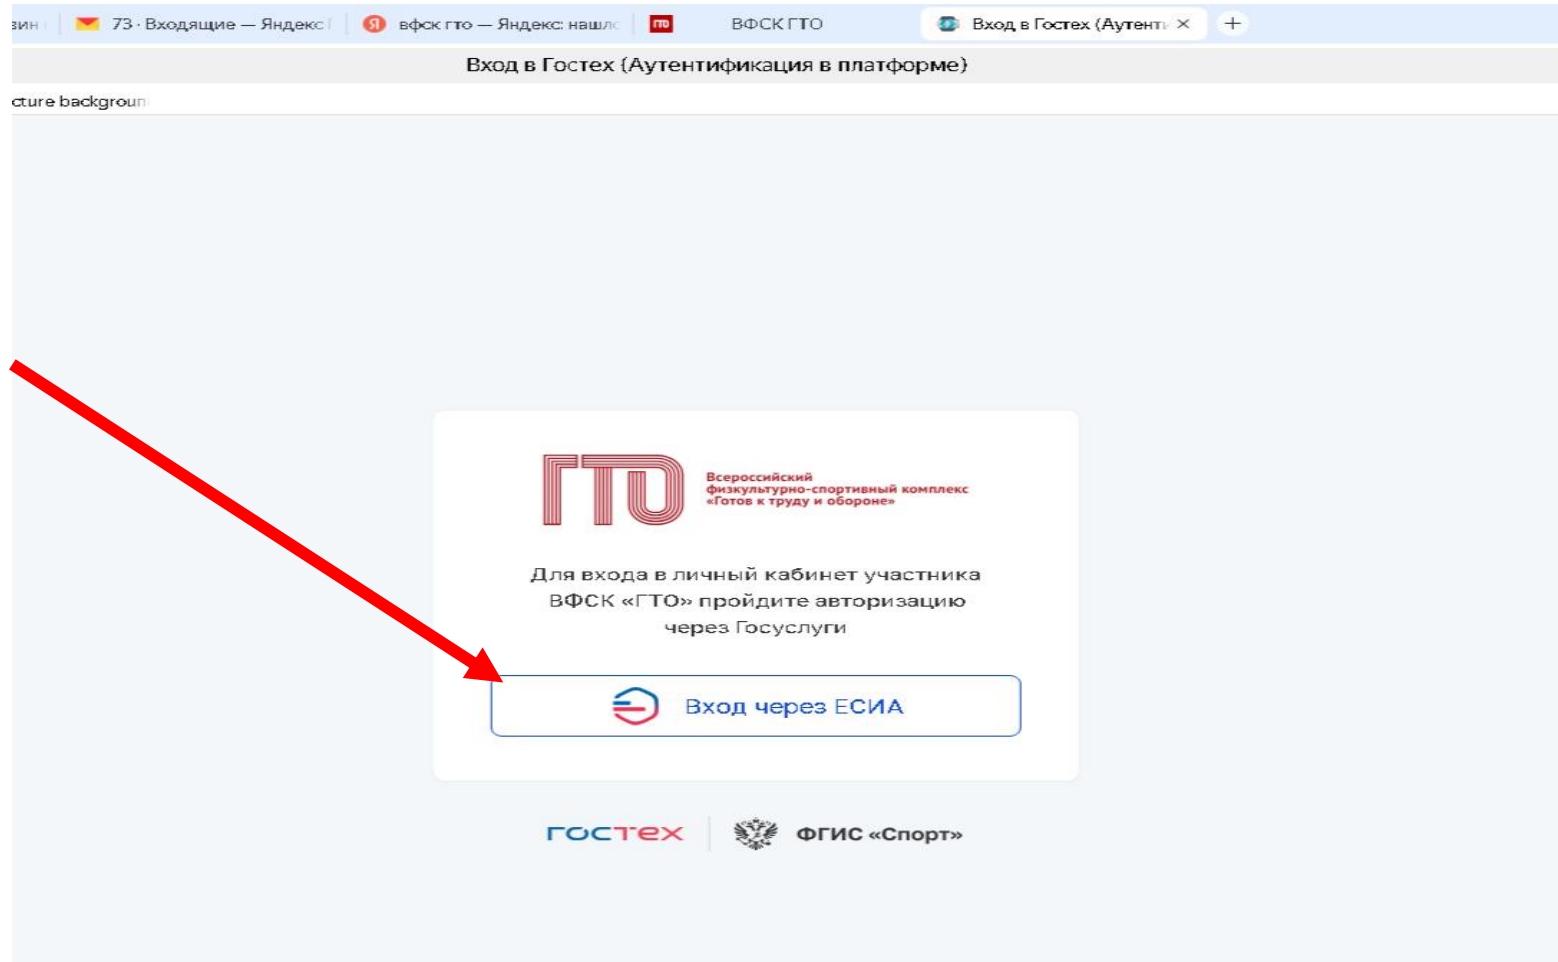 73 · Входящие — Яндекс
вфск гто — Яндекс: нашло
ГТО
ВФСК ГТО
Вход в Гостех (Аутенти
Вход в Гостех (Аутентификация в платформе)
cture backgroun
ГТО
Всероссийский
физкультурно-спортивный комплекс
«Готов к труду и обороне»
Для входа в личный кабинет участника
ВФСК «ГТО» пройдите авторизацию
через Госуслуги
Вход через ЕСИА
гостех
ФГИС «Спорт»